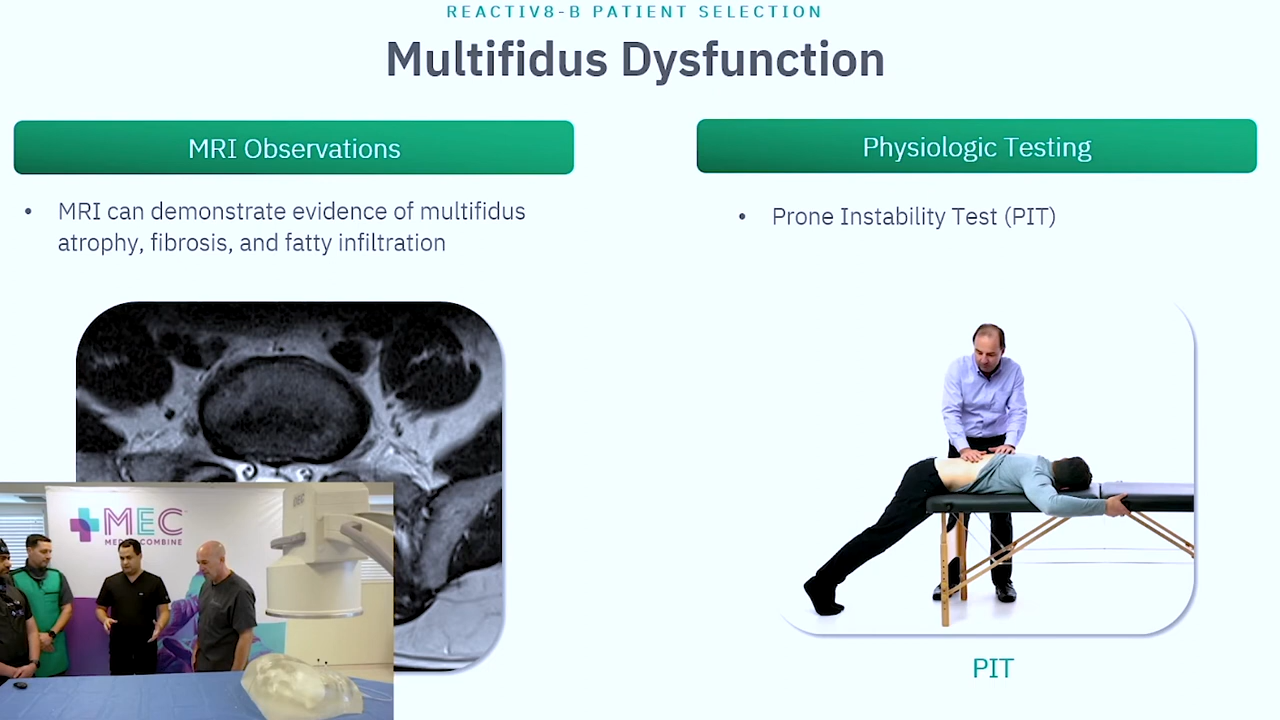 REACTIV8-B PATIENT SELECTION
Multifidus Dysfunction
MRI Observations
• MRI can demonstrate evidence of multifidus
atrophy, fibrosis, and fatty infiltration
Physiologic Testing
• Prone Instability Test (PIT)
PIT
MEC